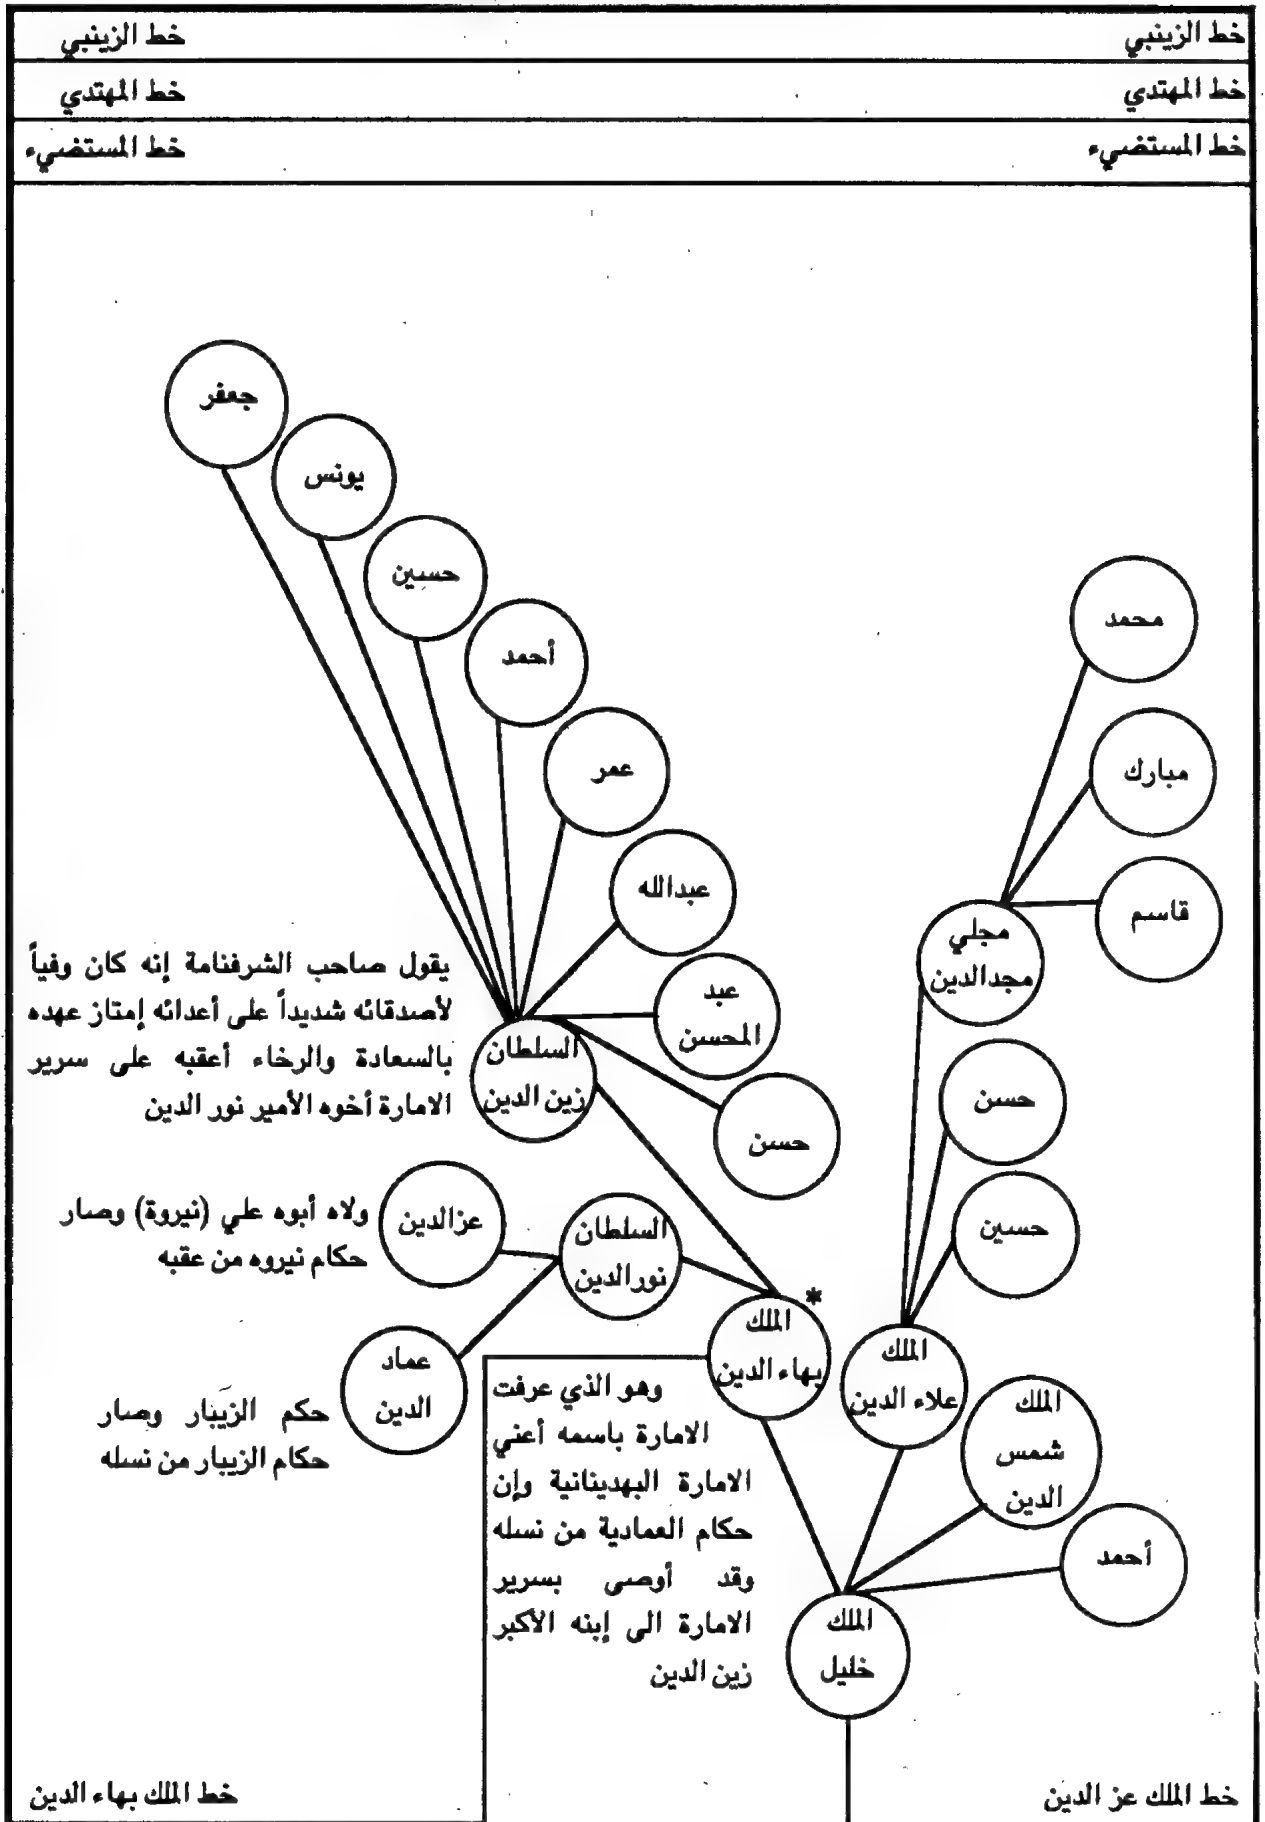 خط الزينبي
خط الزينبي
خط المهتدي
خط المهتدي
خط المستضيء
خط المستضيء
جعفر
يونس
حسين
أحمد
عمر
عبدالله
عبد
المحسن
حسن
محمد
مبارك
قاسم
مجلي
مجدالدين
حسن
حسين
السلطان
زين الدين
يقول صاحب الشرفنامة إنه كان وفياً
لأصدقائه شديداً على أعدائه إمتاز عهده
بالسعادة والرخاء أعقبه على سرير
الامارة أخوه الأمير نور الدين
السلطان
نورالدين
عزالدين
ولاه أبوه علي (نيروة) وصار
حكام نيروه من عقبه
عماد
الدين
حكم الزيبار وصار
حكام الزيبار من نسله
*
الملك
بهاء الدين
وهو الذي عرفت
الامارة باسمه أعني
الامارة البهدينانية وإن
حكام العمادية من نسله
وقد أوصى بسرير
الامارة الى إبنه الأكبر
زين الدين
الملك
علاء الدين
الملك
شمس
الدين
أحمد
الملك
خليل
خط الملك عز الدين
خط الملك بهاء الدين